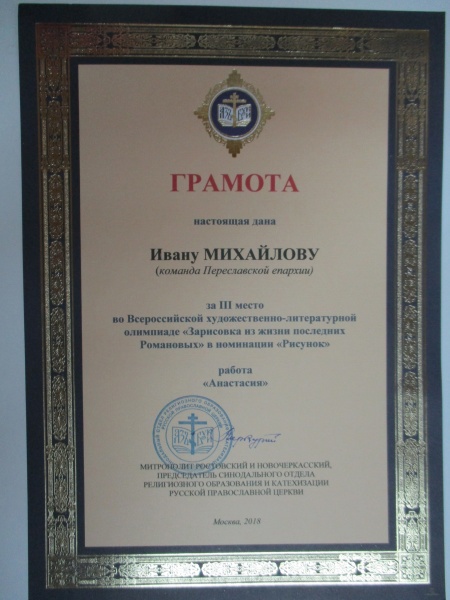 ГРАМОТА
настоящая дана
Ивану МИХАЙЛОВУ
(команда Переславской епархии)
за III место
во Всероссийской художественно-литературной
олимпиаде «Зарисовка из жизни последних
Романовых» в номинации «Рисунок»
работа
«Анастасия»
МИТРОПОЛИТ РОСТОВСКИЙ И НОВОЧЕРКАССКИЙ,
ПРЕДСЕДАТЕЛЬ СИНОДАЛЬНОГО ОТДЕЛА
РЕЛИГИОЗНОГО ОБРАЗОВАНИЯ И КАТЕХИЗАЦИИ
РУССКОЙ ПРАВОСЛАВНОЙ ЦЕРКВИ
Москва, 2018